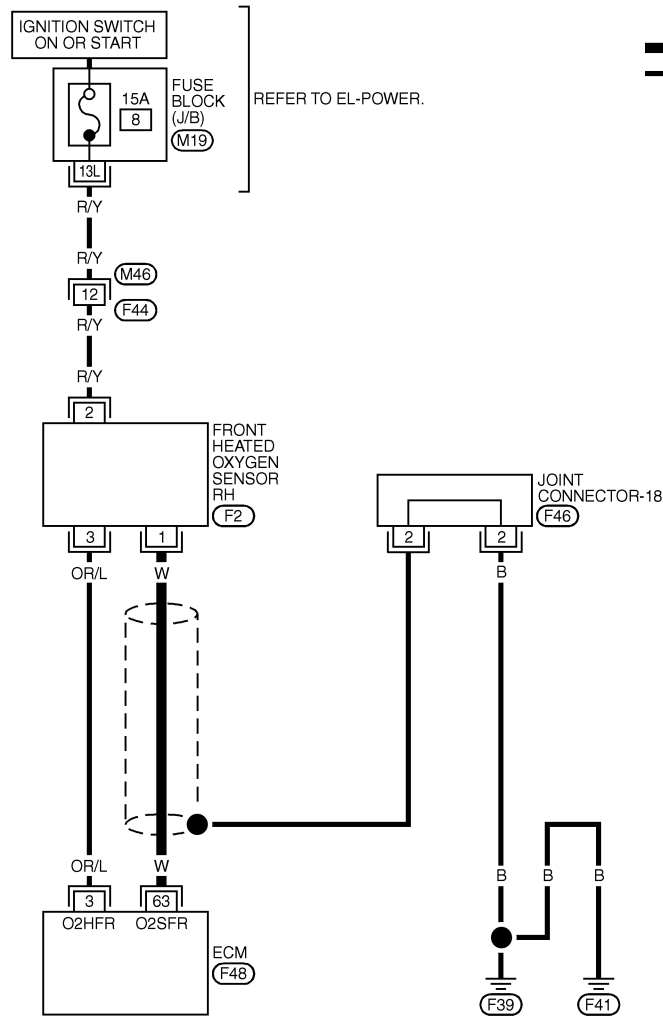 IGNITION SWITCH
ON OR START
FUSE
BLOCK
(J/B)
M19
15A
8
REFER TO EL-POWER.
13L
R/Y
R/Y
M46
12
F44
R/Y
R/Y
2
FRONT
HEATED
OXYGEN
SENSOR
RH
F2
JOINT
CONNECTOR-18
F46
3
1
2
2
OR/L
W
B
OR/L
W
B
B
B
3
63
O2HFR
O2SFR
ECM
F48
F39
F41